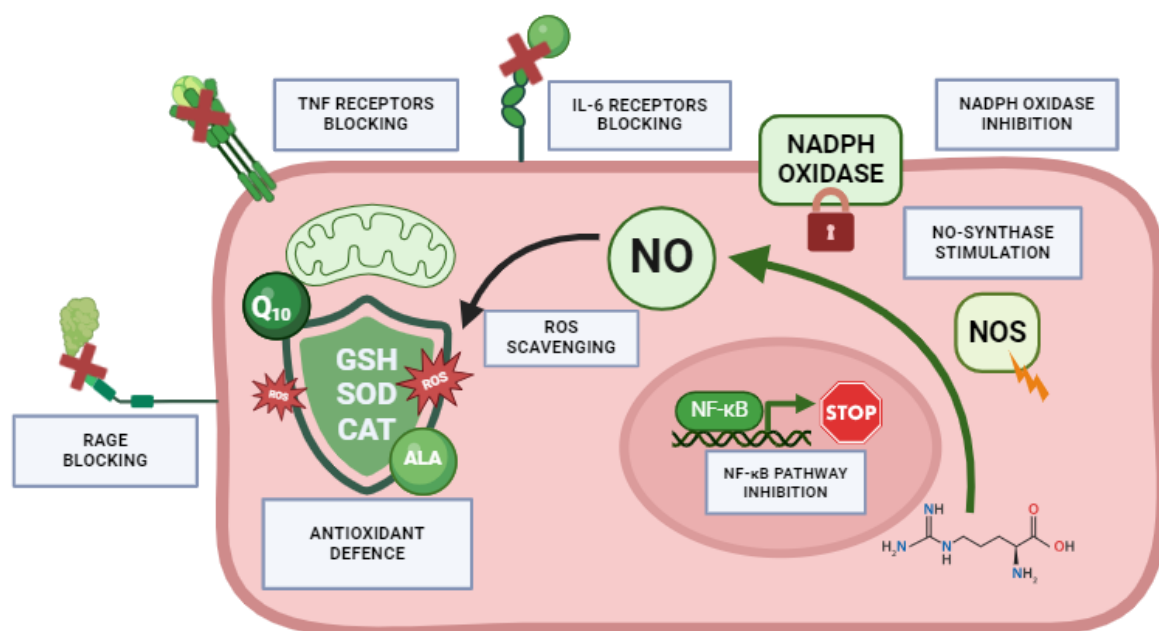 TNF RECEPTORS
BLOCKING
IL-6 RECEPTORS
BLOCKING
NADPH OXIDASE
INHIBITION
NADPH
OXIDASE
NO-SYNTHASE
STIMULATION
NO
Q10
ROS
SCAVENGING
NOS
GSH
SOD
CAT
ROS
ROS
ALA
NF-κB
STOP
RAGE
BLOCKING
NF-κB PATHWAY
INHIBITION
ANTIOXIDANT
DEFENCE
NH
O
H2N
N
H
OH
NH2